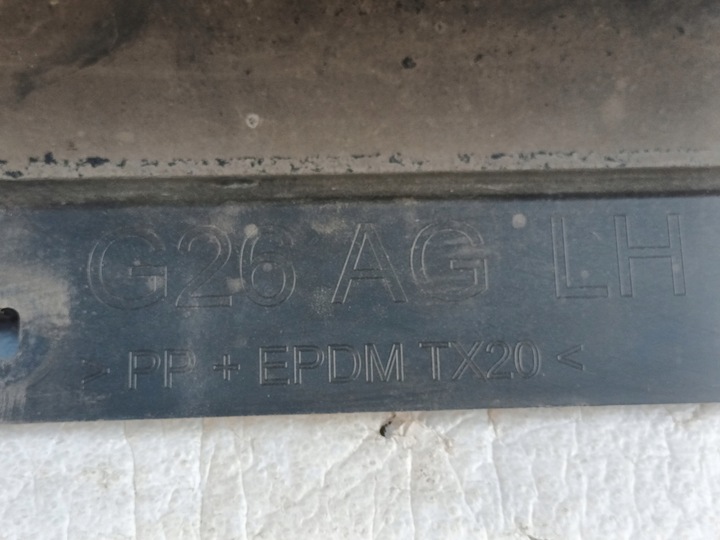 G26 AG LH
> PP + EPDM TX20 <